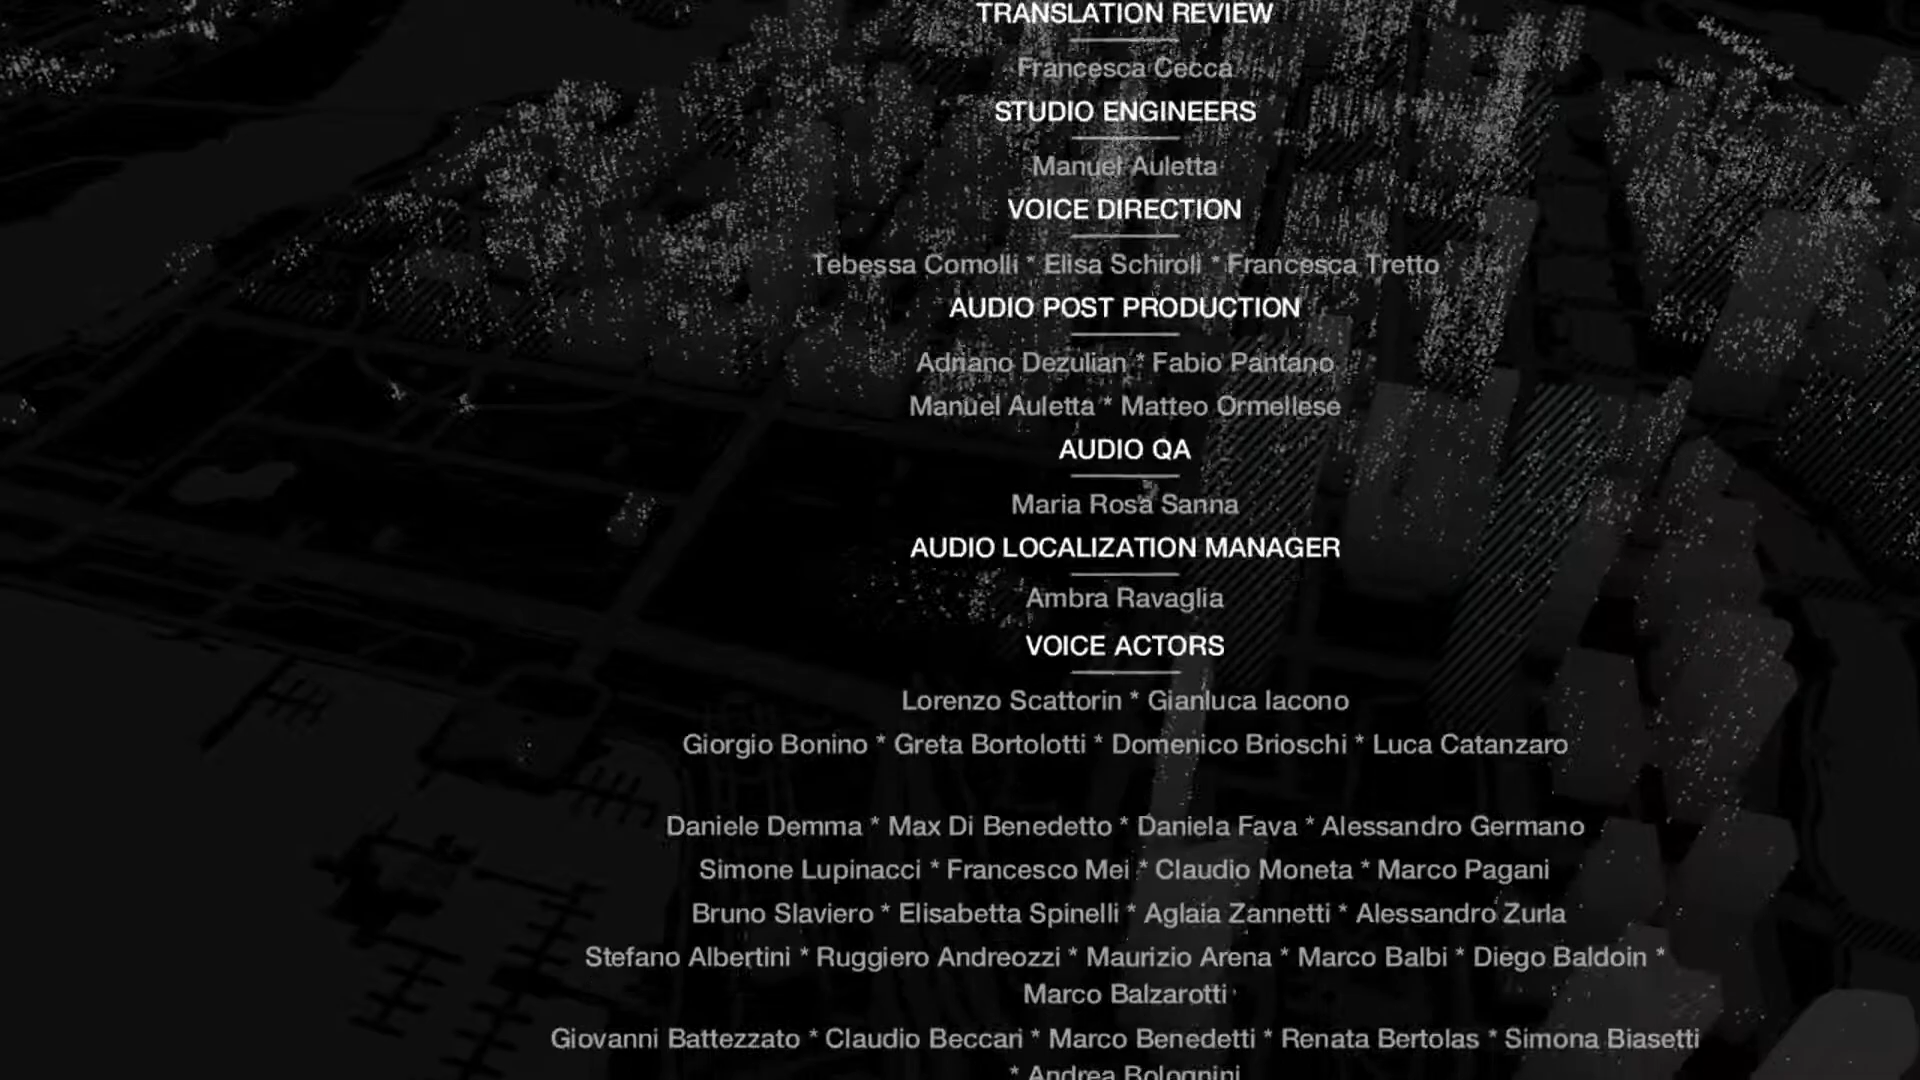 TRANSLATION REVIEW
Francesca Cecca
STUDIO ENGINEERS
Manuel Auletta
VOICE DIRECTION
Tebessa Comolli * Elisa Schiroli * Francesca Tretto
AUDIO POST PRODUCTION
Adriano Dezulian * Fabio Pantano
Manuel Auletta * Matteo Ormellese
AUDIO QA
Maria Rosa Sanna
AUDIO LOCALIZATION MANAGER
Ambra Ravaglia
VOICE ACTORS
Lorenzo Scattorin * Gianluca Iacono
Giorgio Bonino * Greta Bortolotti * Domenico Brioschi * Luca Catanzaro
Daniele Demma * Max Di Benedetto * Daniela Fava * Alessandro Germano
Simone Lupinacci * Francesco Mei * Claudio Moneta * Marco Pagani
Bruno Slaviero * Elisabetta Spinelli * Aglaia Zannetti * Alessandro Zurla
Stefano Albertini * Ruggiero Andreozzi * Maurizio Arena * Marco Balbi * Diego Baldoin *
Marco Balzarotti
Giovanni Battezzato * Claudio Beccari * Marco Benedetti * Renata Bertolas * Simona Biasetti
* Andrea Bolognini